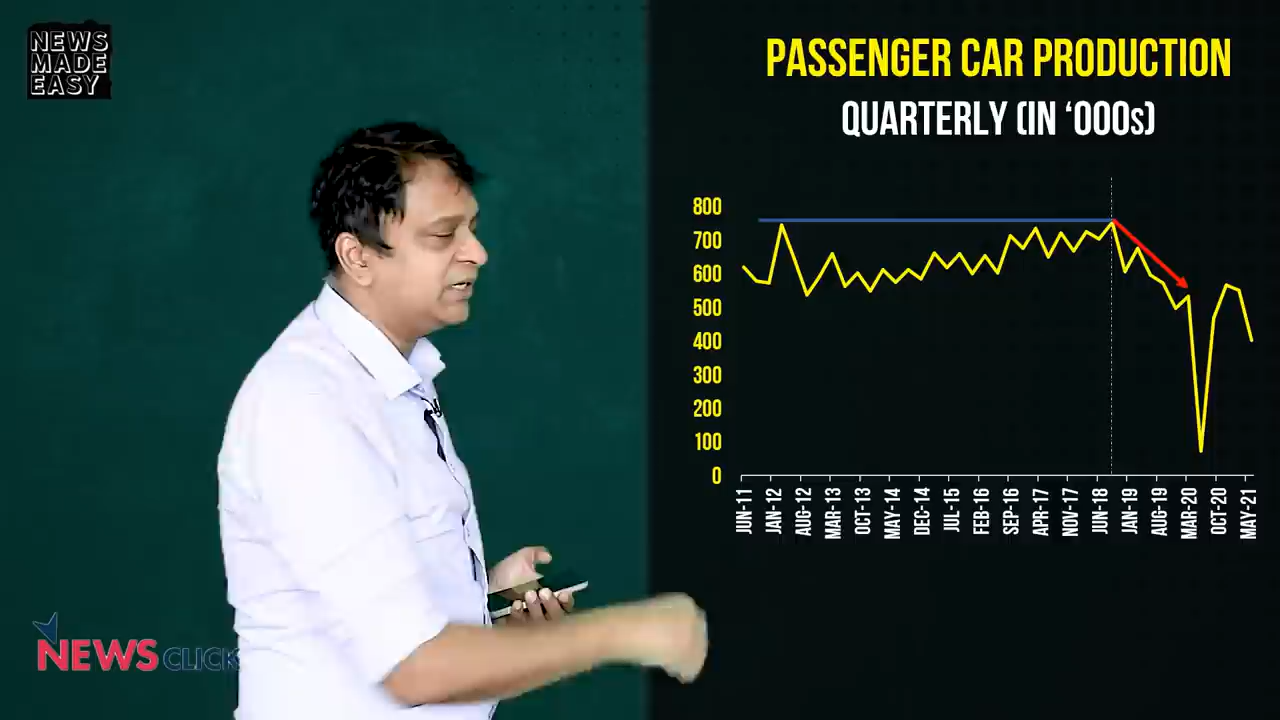 NEWS
MADE
EASY
PASSENGER CAR PRODUCTION
QUARTERLY (IN ‘000s)
800
700
600
500
400
300
200
100
0
JUN-11
JAN-12
AUG-12
MAR-13
OCT-13
MAY-14
DEC-14
JUL-15
FEB-16
SEP-16
APR-17
NOV-17
JUN-18
JAN-19
AUG-19
MAR-20
OCT-20
MAY-21
NEWSCLICK